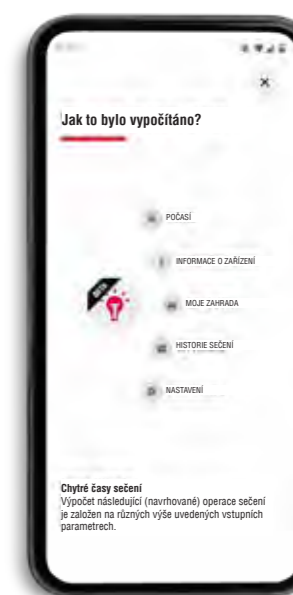 Jak to bylo vypočítáno?
POČASÍ
INFORMACE O ZAŘÍZENÍ
BETA
MOJE ZAHRADA
HISTORIE SEČENÍ
NASTAVENÍ
Chytré časy sečení
Výpočet následující (navrhované) operace sečení
je založen na různých výše uvedených vstupních
parametrech.